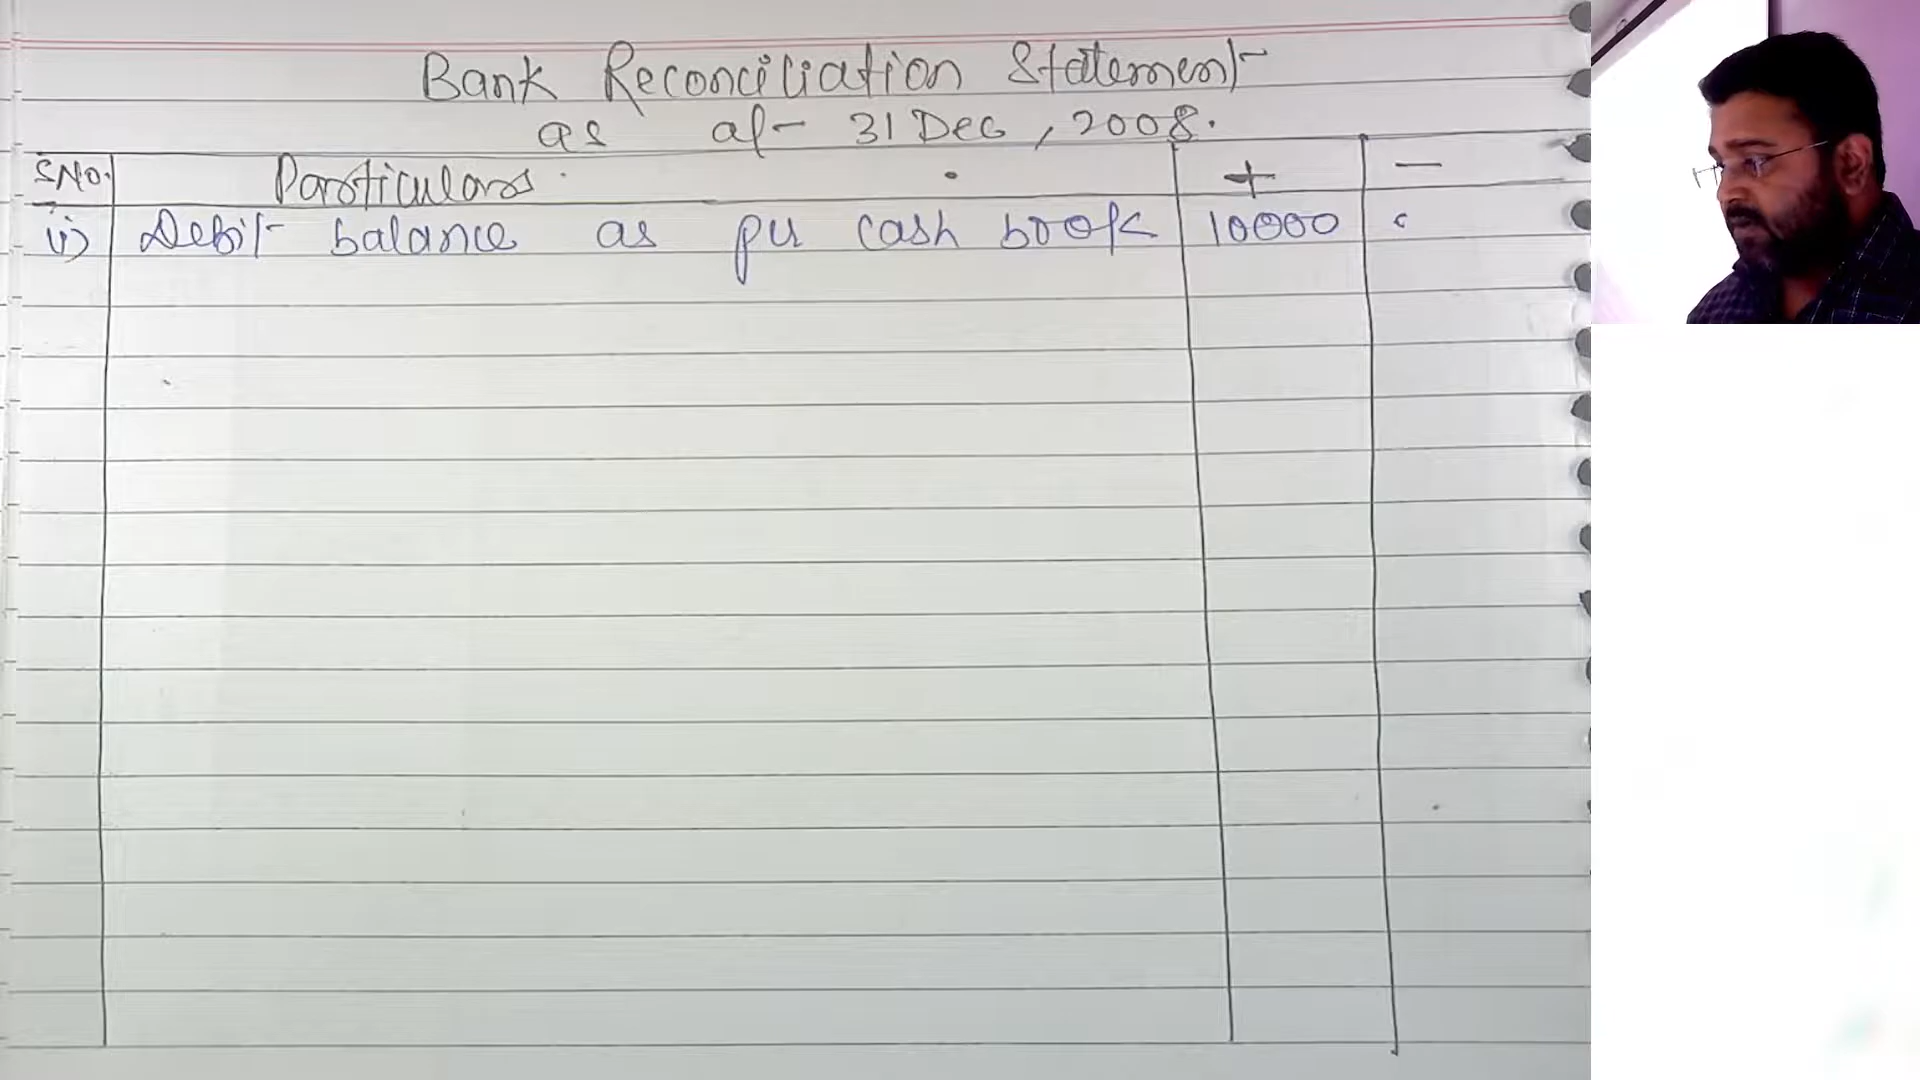 Bank Reconciliation Statement
as at 31 Dec, 2008.
S.No. Particulars + -
(i) Debit balance as per cash book 10000